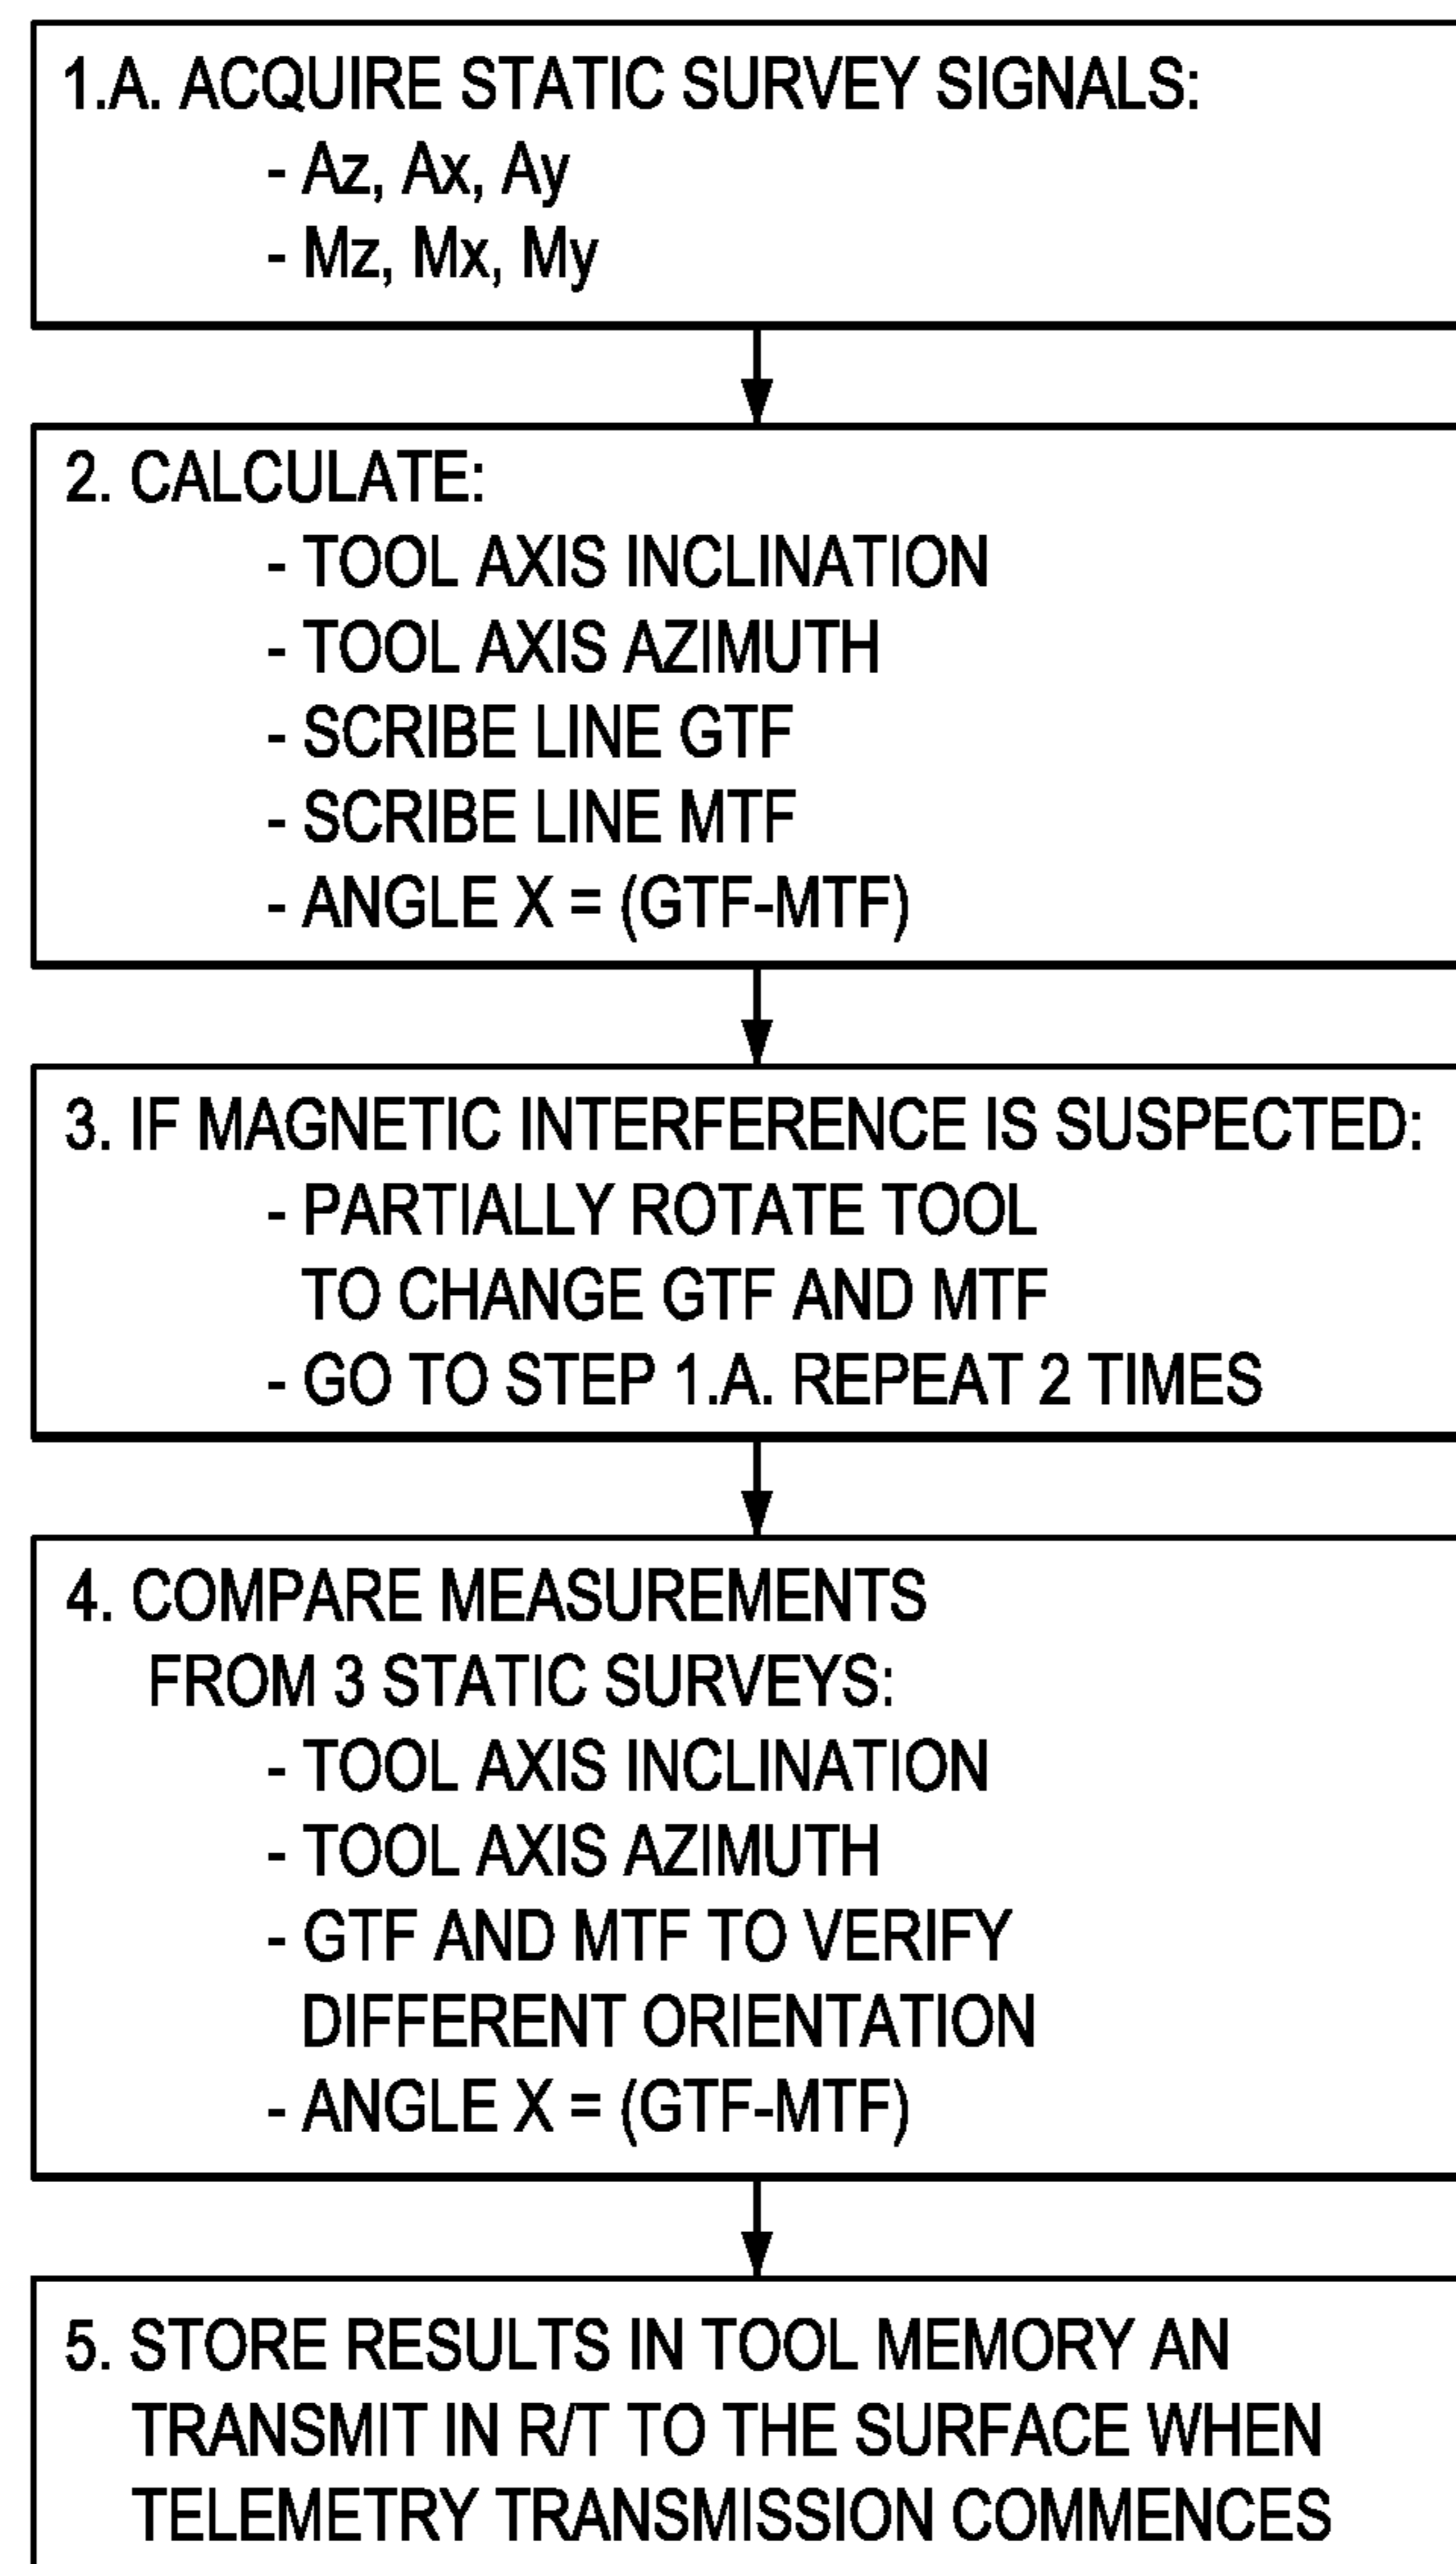 1.A. ACQUIRE STATIC SURVEY SIGNALS:
- Az, Ax, Ay
- Mz, Mx, My
2. CALCULATE:
- TOOL AXIS INCLINATION
- TOOL AXIS AZIMUTH
- SCRIBE LINE GTF
- SCRIBE LINE MTF
- ANGLE X = (GTF-MTF)
3. IF MAGNETIC INTERFERENCE IS SUSPECTED:
- PARTIALLY ROTATE TOOL
TO CHANGE GTF AND MTF
- GO TO STEP 1.A. REPEAT 2 TIMES
4. COMPARE MEASUREMENTS
FROM 3 STATIC SURVEYS:
- TOOL AXIS INCLINATION
- TOOL AXIS AZIMUTH
- GTF AND MTF TO VERIFY
DIFFERENT ORIENTATION
- ANGLE X = (GTF-MTF)
5. STORE RESULTS IN TOOL MEMORY AN
TRANSMIT IN R/T TO THE SURFACE WHEN
TELEMETRY TRANSMISSION COMMENCES